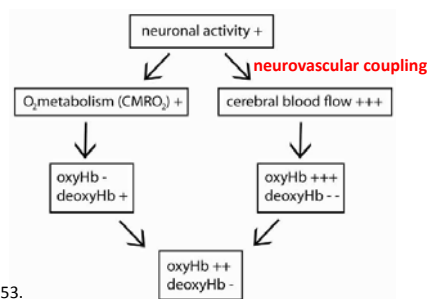 neuronal activity +
neurovascular coupling
O₂metabolism (CMRO₂) +
cerebral blood flow +++
oxyHb -
deoxyHb +
oxyHb +++
deoxyHb - -
oxyHb ++
deoxyHb -
53.